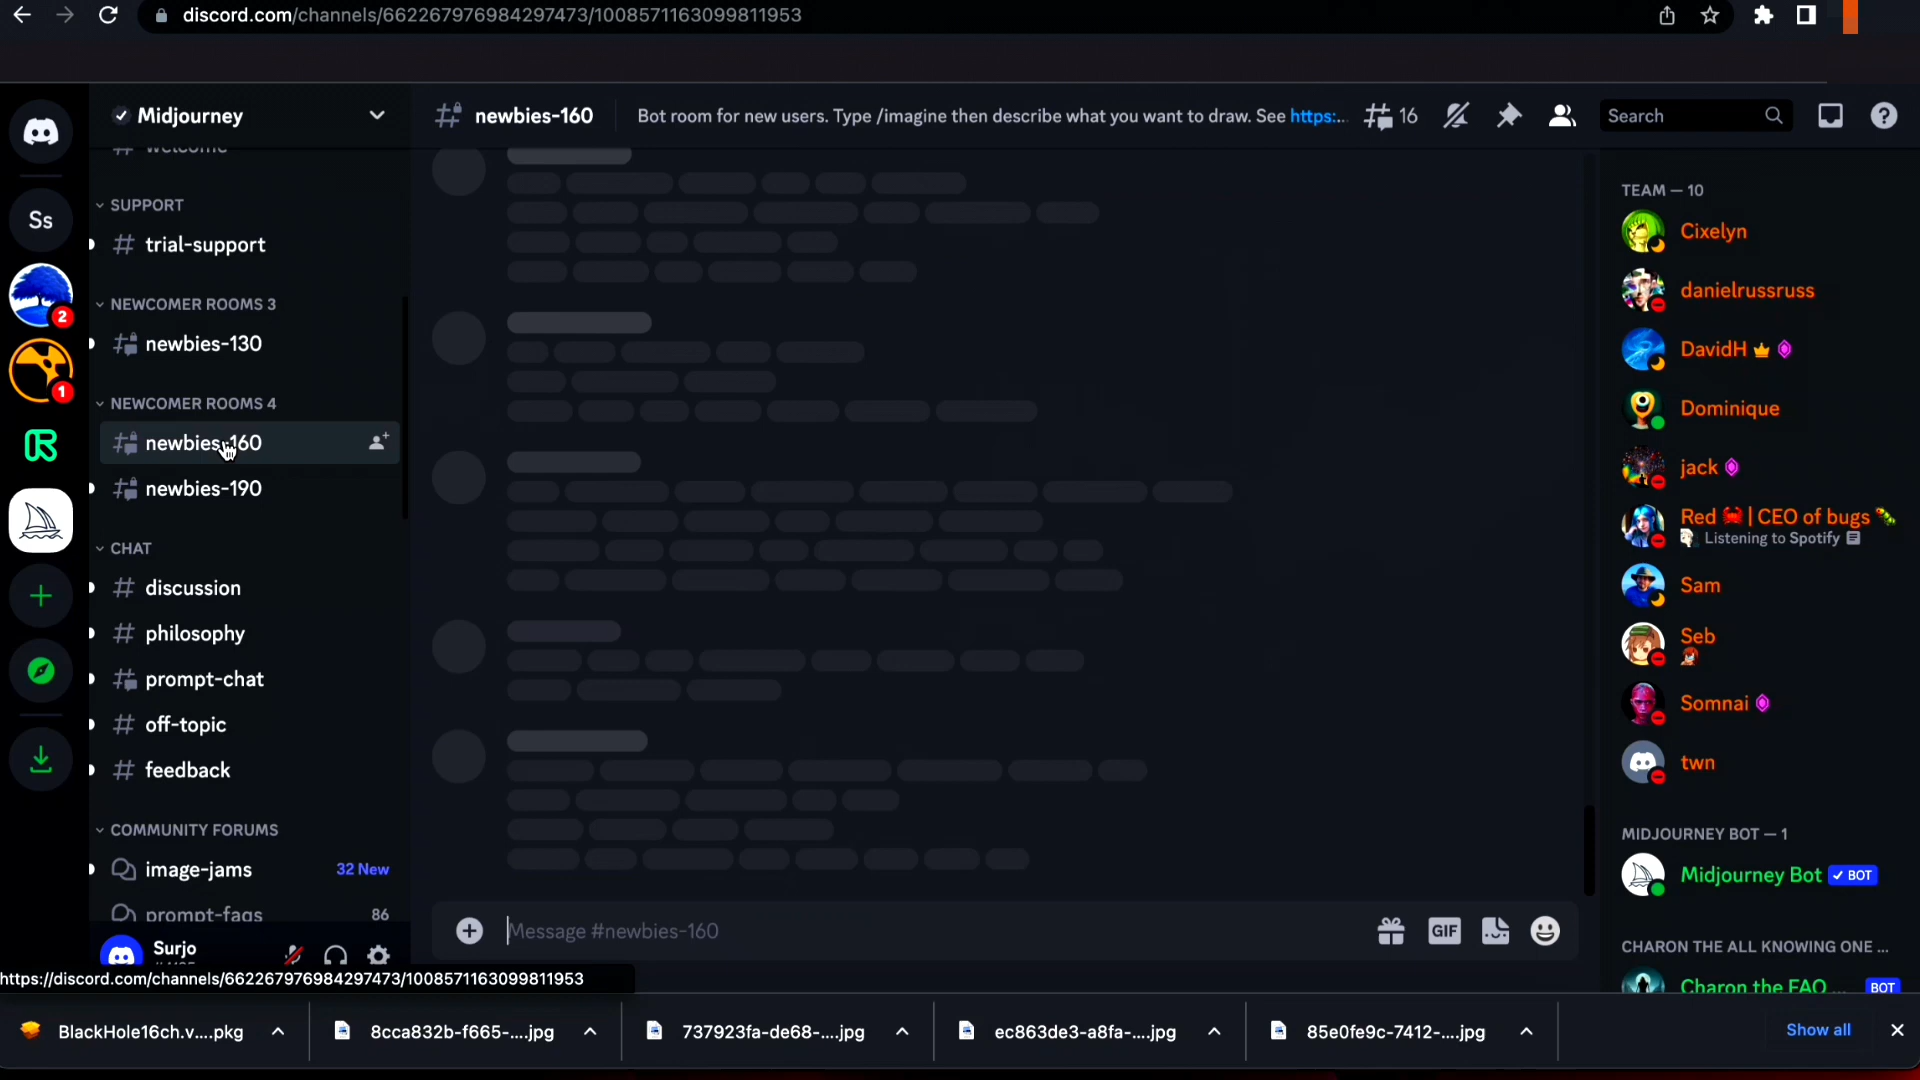 discord.com/channels/662267976984297473/1008571163099811953
Midjourney
# newbies-160
Bot room for new users. Type /imagine then describe what you want to draw. See https:...
16
Search
welcome
SUPPORT
trial-support
NEWCOMER ROOMS 3
newbies-130
NEWCOMER ROOMS 4
newbies-160
newbies-190
CHAT
discussion
philosophy
prompt-chat
off-topic
feedback
COMMUNITY FORUMS
image-jams
32 New
prompt-faqs
86
Surjo
Ss
2
1
Message #newbies-160
GIF
TEAM — 10
Cixelyn
danielrussruss
DavidH
Dominique
jack
Red 🦀 | CEO of bugs 🐛
Listening to Spotify
Sam
Seb
Somnai
twn
MIDJOURNEY BOT — 1
Midjourney Bot ✓ BOT
CHARON THE ALL KNOWING ONE ...
Charon the FAQ ... BOT
https://discord.com/channels/662267976984297473/1008571163099811953
BlackHole16ch.v....pkg
8cca832b-f665-....jpg
737923fa-de68-....jpg
ec863de3-a8fa-....jpg
85e0fe9c-7412-....jpg
Show all